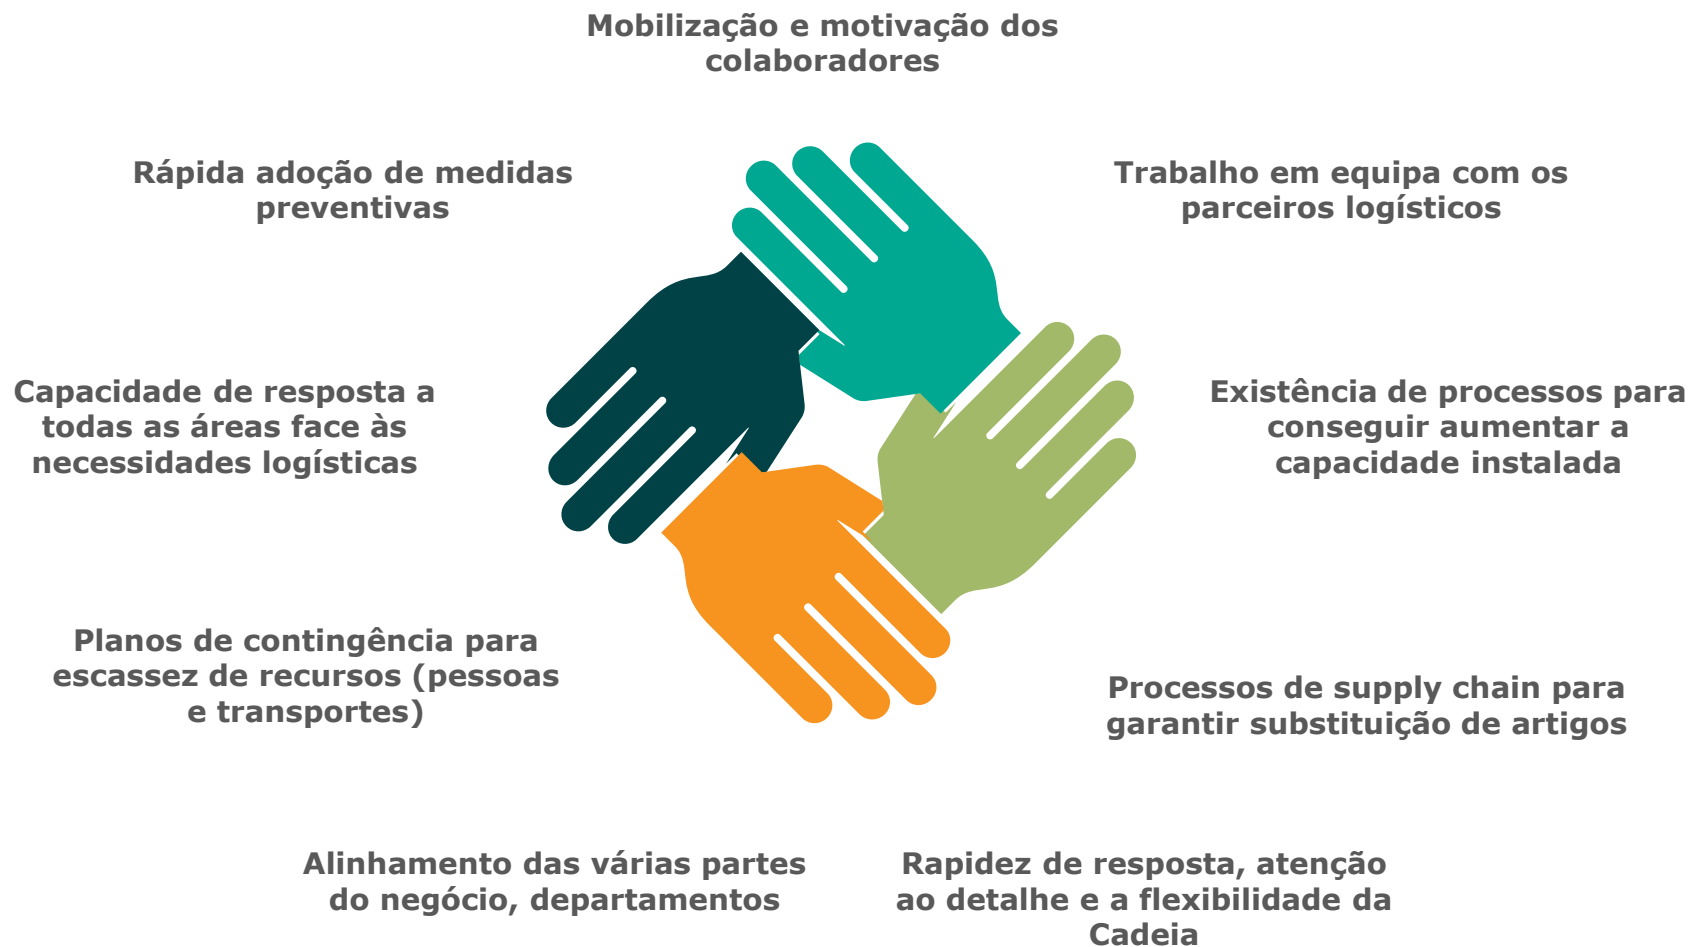 Mobilização e motivação dos
colaboradores
Rápida adoção de medidas
preventivas
Trabalho em equipa com os
parceiros logísticos
Capacidade de resposta a
todas as áreas face às
necessidades logísticas
Existência de processos para
conseguir aumentar a
capacidade instalada
Planos de contingência para
escassez de recursos (pessoas
e transportes)
Processos de supply chain para
garantir substituição de artigos
Alinhamento das várias partes
do negócio, departamentos
Rapidez de resposta, atenção
ao detalhe e a flexibilidade da
Cadeia